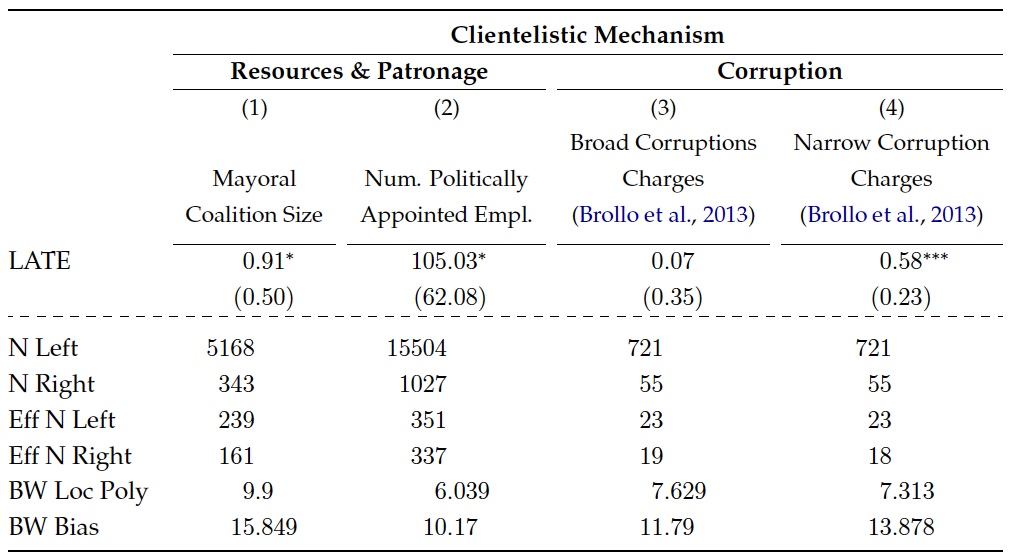 Clientelistic Mechanism
Resources & Patronage Corruption
(1) (2) (3) (4)
Broad Corruptions Narrow Corruption
Mayoral Num. Politically Charges Charges
Coalition Size Appointed Empl. (Brollo et al., 2013) (Brollo et al., 2013)
LATE 0.91* 105.03* 0.07 0.58***
(0.50) (62.08) (0.35) (0.23)
N Left 5168 15504 721 721
N Right 343 1027 55 55
Eff N Left 239 351 23 23
Eff N Right 161 337 19 18
BW Loc Poly 9.9 6.039 7.629 7.313
BW Bias 15.849 10.17 11.79 13.878